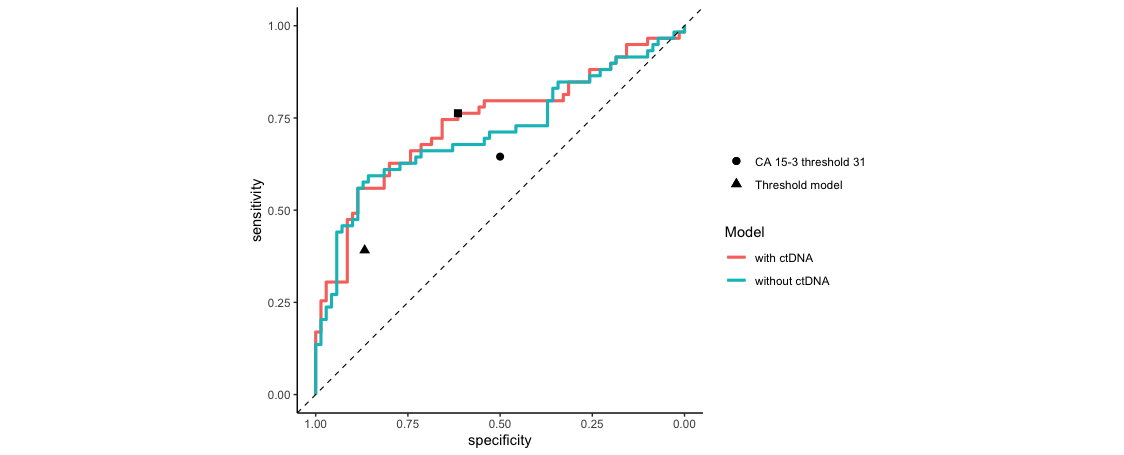 1.00
0.75
0.50
0.25
0.00
sensitivity
1.00 0.75 0.50 0.25 0.00
specificity
CA 15-3 threshold 31
Threshold model
Model
with ctDNA
without ctDNA